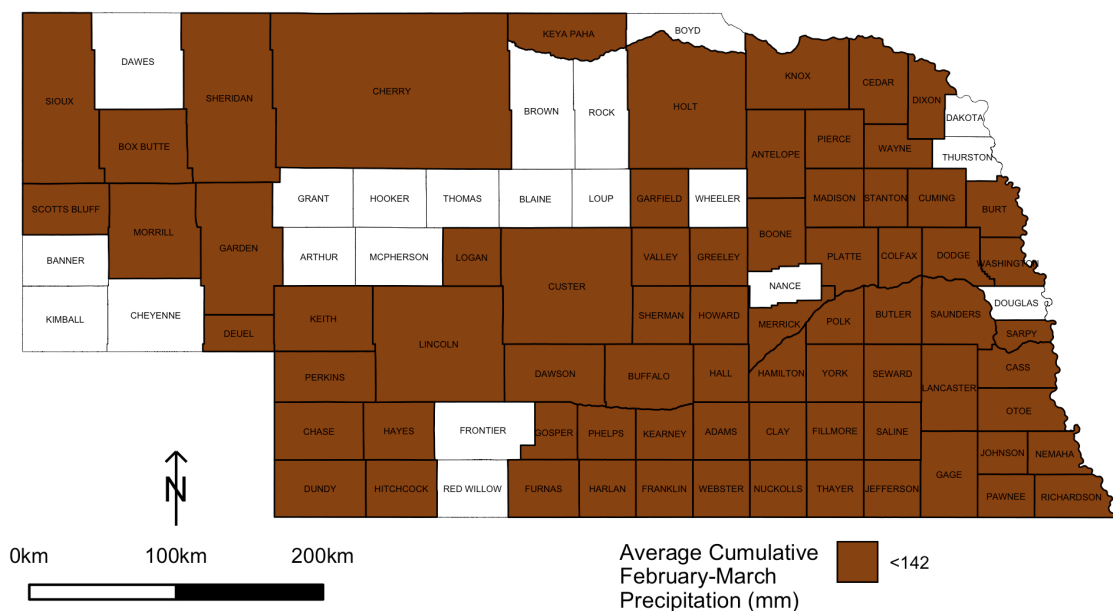 KEYA PAHA
BOYD
DAWES
KNOX
CEDAR
SIOUX
SHERIDAN
CHERRY
HOLT
DIXON
BROWN
ROCK
DAKOTA
BOX BUTTE
ANTELOPE
PIERCE
WAYNE
THURSTON
GRANT
HOOKER
THOMAS
BLAINE
LOUP
GARFIELD
WHEELER
MADISON
STANTON
CUMING
SCOTTS BLUFF
BURT
MORRILL
GARDEN
BOONE
BANNER
ARTHUR
MCPHERSON
LOGAN
VALLEY
GREELEY
PLATTE
COLFAX
DODGE
WASHINGTON
CUSTER
NANCE
KIMBALL
CHEYENNE
DOUGLAS
DEUEL
KEITH
LINCOLN
SHERMAN
HOWARD
MERRICK
POLK
BUTLER
SAUNDERS
SARPY
PERKINS
DAWSON
BUFFALO
HALL
HAMILTON
YORK
SEWARD
LANCASTER
CASS
OTOE
CHASE
HAYES
FRONTIER
GOSPER
PHELPS
KEARNEY
ADAMS
CLAY
FILLMORE
SALINE
JOHNSON
NEMAHA
DUNDY
HITCHCOCK
RED WILLOW
FURNAS
HARLAN
FRANKLIN
WEBSTER
NUCKOLLS
THAYER
JEFFERSON
GAGE
PAWNEE
RICHARDSON
N
0km
100km
200km
Average Cumulative
February-March
Precipitation (mm)
<142